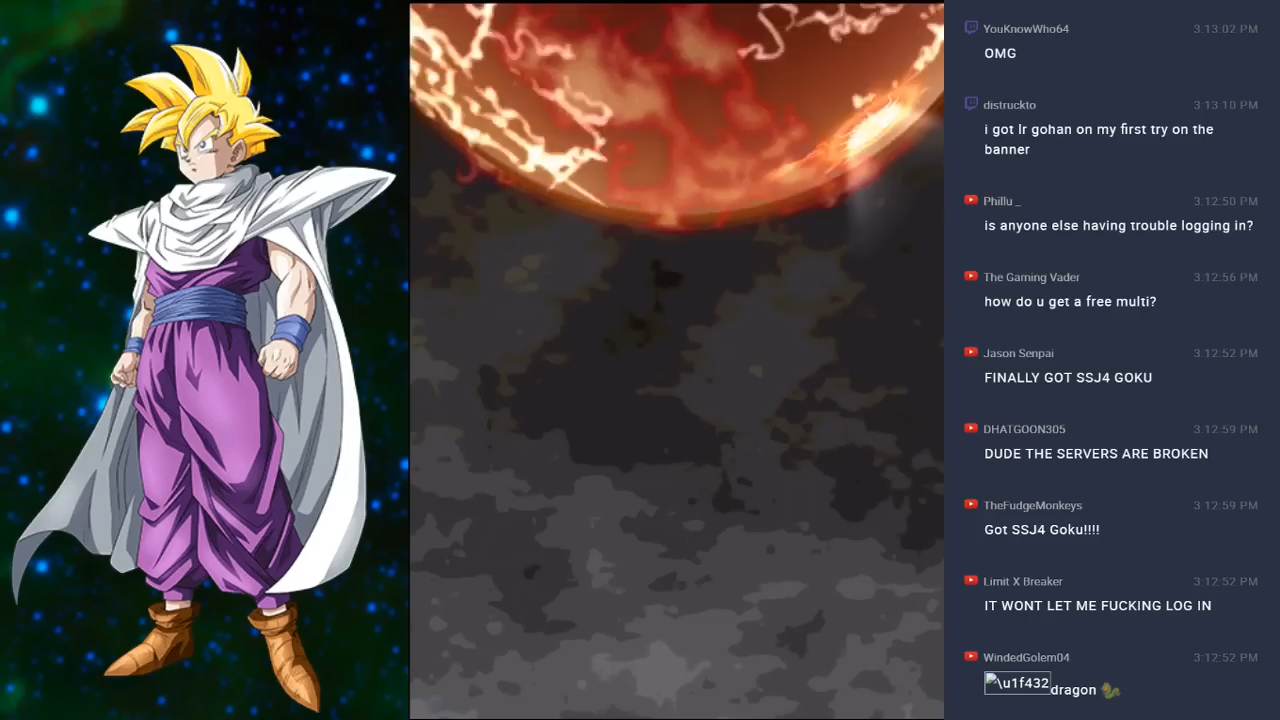 YouKnowWho64 3:13:02 PM
OMG
distruckto 3:13:10 PM
i got lr gohan on my first try on the
banner
Phillu _ 3:12:50 PM
is anyone else having trouble logging in?
The Gaming Vader 3:12:56 PM
how do u get a free multi?
Jason Senpai 3:12:52 PM
FINALLY GOT SSJ4 GOKU
DHATGOON305 3:12:59 PM
DUDE THE SERVERS ARE BROKEN
TheFudgeMonkeys 3:12:59 PM
Got SSJ4 Goku!!!!
Limit X Breaker 3:12:52 PM
IT WONT LET ME FUCKING LOG IN
WindedGolem04 3:12:52 PM
\u1f432 dragon 🐉